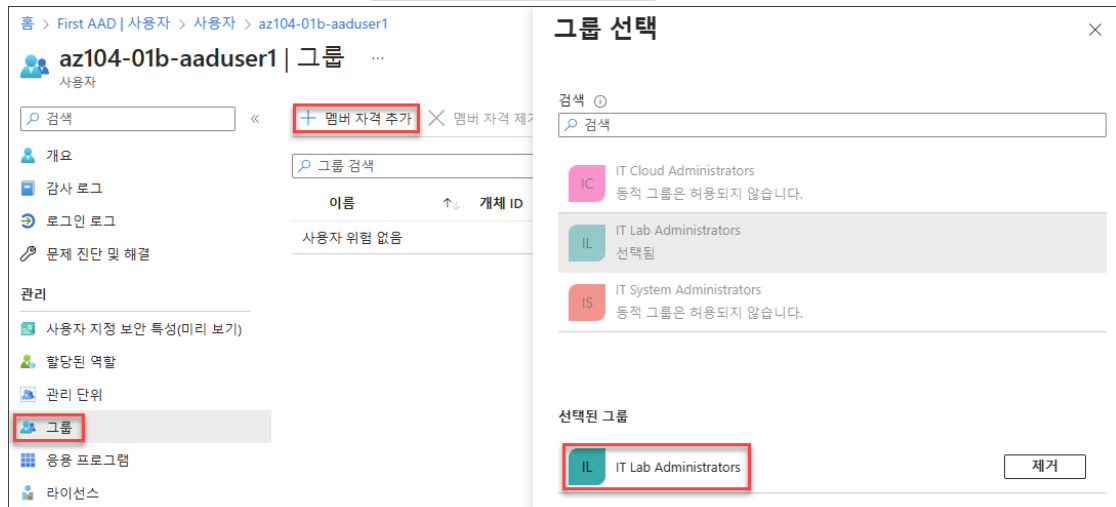 홈 > First AAD | 사용자 > 사용자 > az104-01b-aaduser1
az104-01b-aaduser1 | 그룹 ...
사용자
검색
개요
감사 로그
로그인 로그
문제 진단 및 해결
관리
사용자 지정 보안 특성(미리 보기)
할당된 역할
관리 단위
그룹
응용 프로그램
라이선스
멤버 자격 추가
멤버 자격
그룹 검색
이름 개체 ID
사용자 위험 없음
그룹 선택
검색
검색
IC
IT Cloud Administrators
동적 그룹은 허용되지 않습니다.
IL
IT Lab Administrators
선택됨
IS
IT System Administrators
동적 그룹은 허용되지 않습니다.
선택된 그룹
IL
IT Lab Administrators
제거